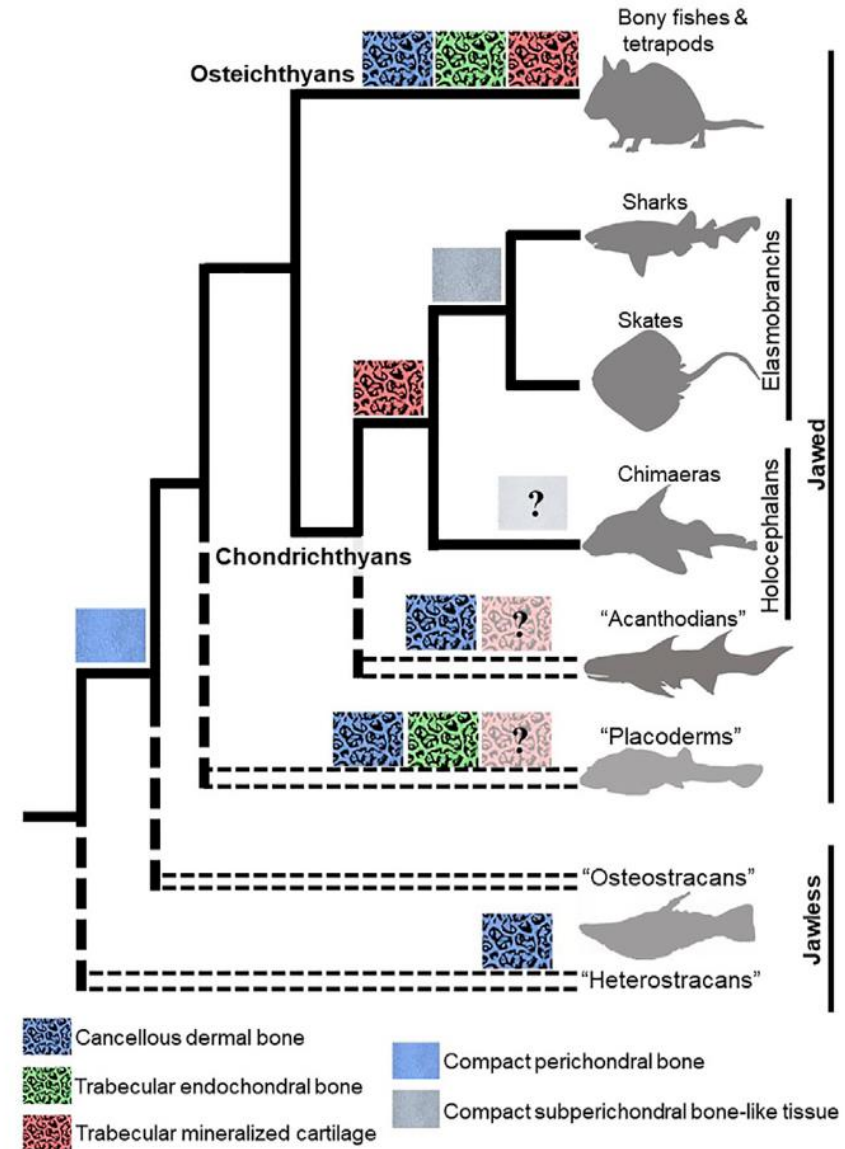 Bony fishes &
tetrapods
Osteichthyans
Sharks
Skates
Elasmobranchs
Jawed
?
Chimaeras
Holocephalans
Chondrichthyans
?
“Acanthodians”
?
“Placoderms”
“Osteostracans”
Jawless
“Heterostracans”
Cancellous dermal bone
Trabecular endochondral bone
Trabecular mineralized cartilage
Compact perichondral bone
Compact subperichondral bone-like tissue